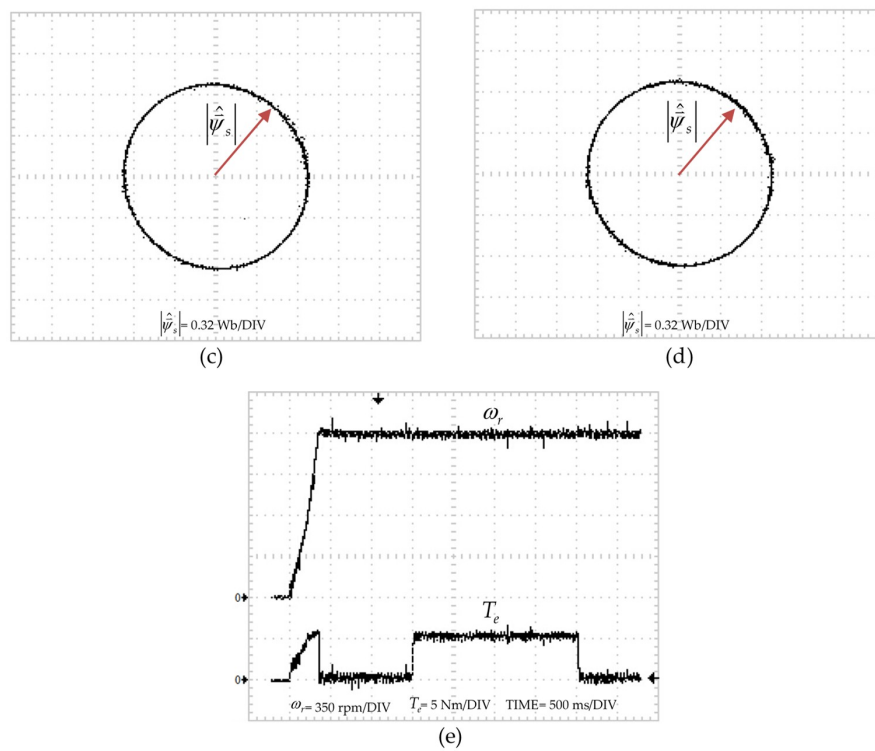 |ψ̲̂ₛ|
|ψ̲̂ₛ|
|ψ̲̂ₛ| = 0.32 Wb/DIV
|ψ̲̂ₛ| = 0.32 Wb/DIV
(c)
(d)
ωᵣ
0
Tₑ
0
ωᵣ= 350 rpm/DIV Tₑ= 5 Nm/DIV TIME= 500 ms/DIV
(e)